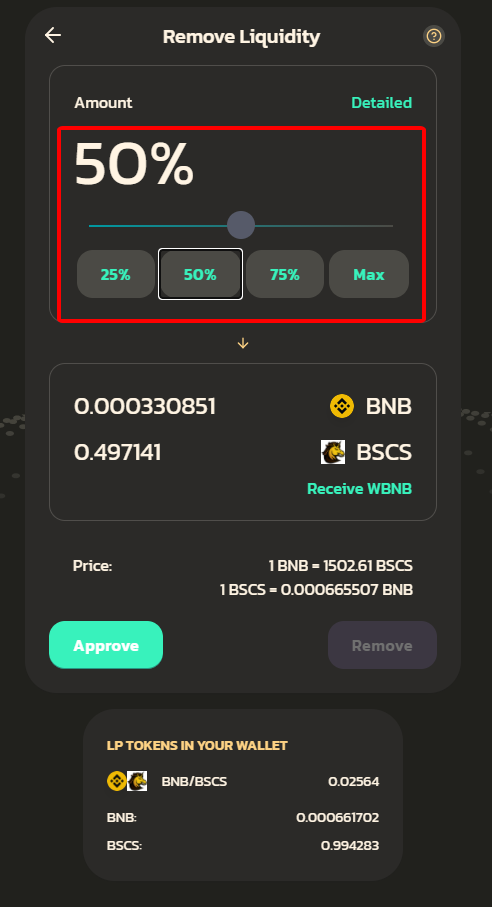 Remove Liquidity
?
Amount Detailed
50%
25% 50% 75% Max
0.000330851 BNB
0.497141 BSCS
Receive WBNB
Price: 1 BNB = 1502.61 BSCS
1 BSCS = 0.000665507 BNB
Approve Remove
LP TOKENS IN YOUR WALLET
BNB/BSCS 0.02564
BNB: 0.000661702
BSCS: 0.994283